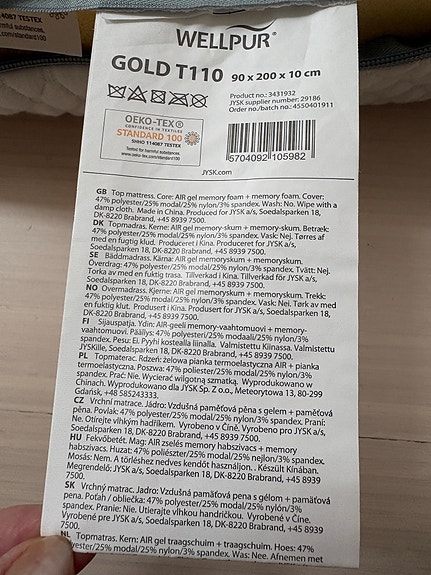 4087 TESTEX
harmful substances.
standard100
WELLPUR®
GOLD T110 90 x 200 x 10 cm
Product no.: 3431932
JYSK supplier number: 29186
Order no./batch no.: 4550401911
OEKO-TEX®
CONFIDENCE IN TEXTILES
STANDARD 100
SHHO 114087 TESTEX
Tested for harmful substances.
www.oeko-tex.com/standard100
5704092 105982
JYSK.com
GB Top mattress. Core: AIR gel memory foam + memory foam. Cover:
47% polyester/25% modal/25% nylon/3% spandex. Wash: No. Wipe with a
damp cloth. Made in China. Produced for JYSK a/s, Soedalsparken 18,
DK-8220 Brabrand, +45 8939 7500.
DK Topmadras. Kerne: AIR gel memory-skum + memory-skum. Betræk:
47% polyester/25% modal/25% nylon/3% spandex. Vask: Nej. Tørres af
med en fugtig klud. Produceret i Kina. Produceret for JYSK a/s,
Soedalsparken 18, DK-8220 Brabrand, +45 8939 7500.
SE Bäddmadrass. Kärna: AIR gel memoryskum + memoryskum.
Överdrag: 47% polyester/25% modal/25% nylon/3% spandex. Tvätt: Nej.
Torka av med en fuktig trasa. Tillverkad i Kina. Tillverkad för JYSK a/s,
Soedalsparken 18, DK-8220 Brabrand, +45 8939 7500.
NO Overmadrass. Kjerne: AIR gel memoryskum + memoryskum. Trekk:
47% polyester/25% modal/25% nylon/3% spandex. Vask: Nei. Tørk av med
en fuktig klut. Produsert i Kina. Produsert for JYSK a/s, Soedalsparken 18,
DK-8220 Brabrand, +45 8939 7500.
FI Sijauspatja. Ydin: AIR-geeli memory-vaahtomuovi + memory-
vaahtomuovi. Päällys: 47% polyesteri/25% modaali/25% nylon/3%
spandex. Pesu: Ei. Pyyhi kostealla liinalla. Valmistettu Kiinassa. Valmistettu
JYSKille, Soedalsparken 18, DK-8220 Brabrand, +45 8939 7500.
PL Topmaterac. Rdzeń: żelowa pianka termoelastyczna AIR + pianka
termoelastyczna. Poszwa: 47% poliester/25% modal/25% nylon/3%
spandex. Prać: Nie. Wycierać wilgotną szmatką. Wyprodukowano w
Chinach. Wyprodukowano dla JYSK Sp. Z o.o., Meteorytowa 13, 80-299
Gdańsk, +48 585243333.
CZ Vrchní matrace. Jádro: Vzdušná paměťová pěna s gelem + paměťová
pěna. Povlak: 47% polyester/25% modal/25% nylon/3% spandex. Praní:
Ne. Otírejte vlhkým hadříkem. Vyrobeno v Číně. Vyrobeno pro JYSK a/s,
Soedalsparken 18, DK-8220 Brabrand, +45 8939 7500.
HU Fekvőbetét. Mag: AIR zselés memory habszivacs + memory
habszivacs. Huzat: 47% poliészter/25% modál/25% nejlon/3% spandex.
Mosás: Nem. A törléshez nedves kendőt használjon. . Készült Kínában.
Megrendelő: JYSK a/s, Soedalsparken 18, DK-8220 Brabrand, +45 8939
7500.
SK Vrchný matrac. Jadro: Vzdušná pamäťová pena s gélom + pamäťová
pena. Poťah / obliečka: 47% polyester/25% modal/25% nylon/3%
spandex. Pranie: Nie. Utierajte vlhkou handričkou. Vyrobené v Číne.
Vyrobené pre JYSK a/s, Soedalsparken 18, DK-8220 Brabrand, +45 8939
7500.
NL Topmatras. Kern: AIR gel traagschuim + traagschuim. Hoes: 47%
polyester/25% modal/25% nylon/3% spandex. Was: Nee. Afnemen met